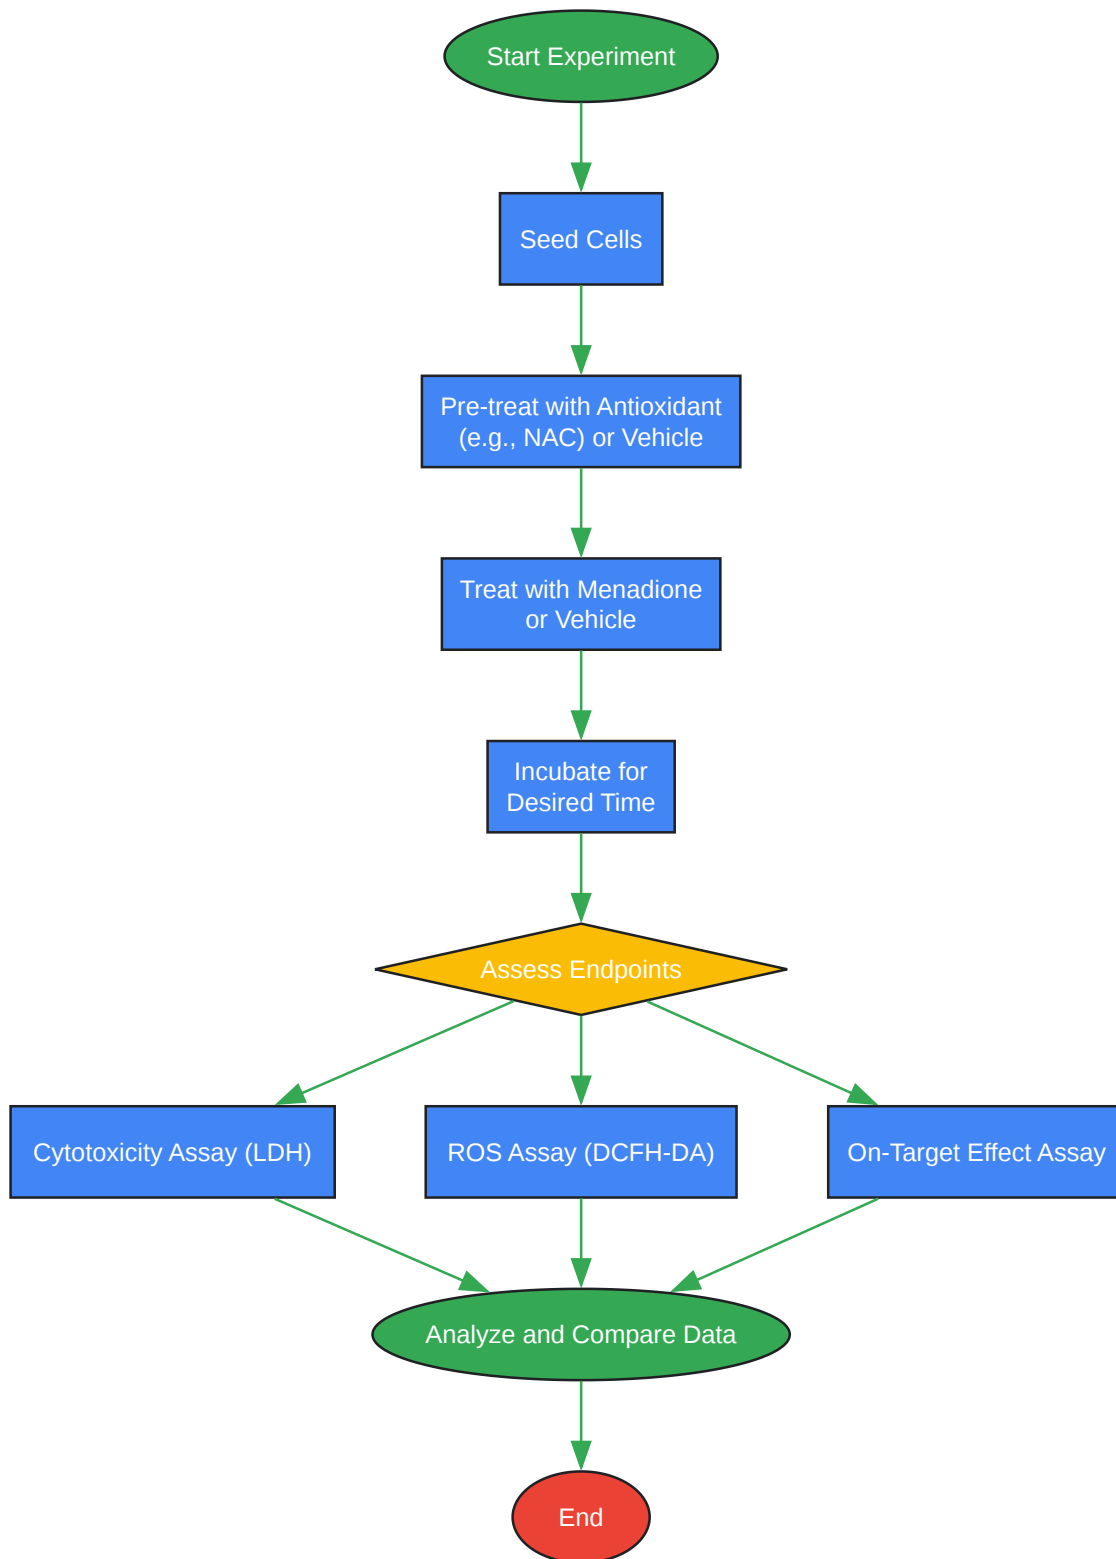 Start Experiment
Seed Cells
Pre-treat with Antioxidant
(e.g., NAC) or Vehicle
Treat with Menadione
or Vehicle
Incubate for
Desired Time
Assess Endpoints
Cytotoxicity Assay (LDH)
ROS Assay (DCFH-DA)
On-Target Effect Assay
Analyze and Compare Data
End